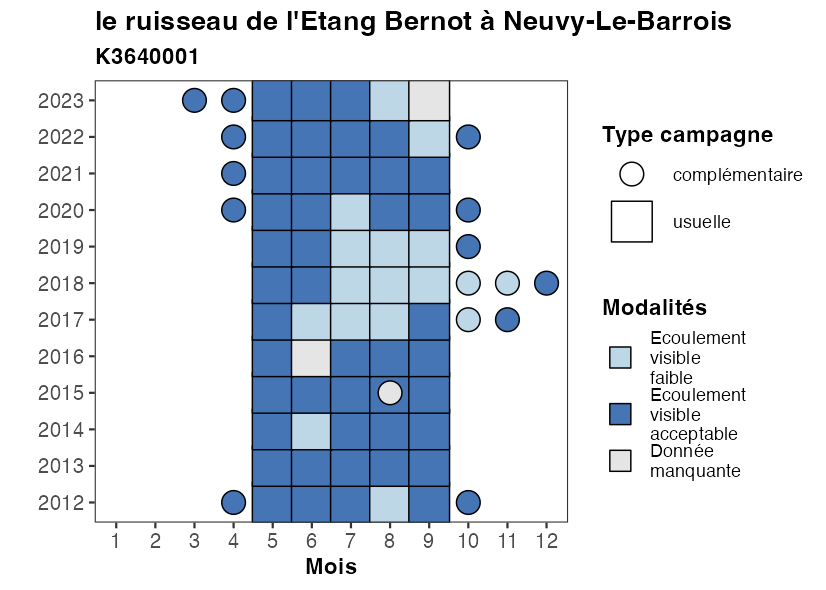 le ruisseau de l'Etang Bernot à Neuvy-Le-Barrois
K3640001
2023
2022
2021
2020
2019
2018
2017
2016
2015
2014
2013
2012
1 2 3 4 5 6 7 8 9 10 11 12
Mois
Type campagne
complémentaire
usuelle
Modalités
Ecoulement
visible
faible
Ecoulement
visible
acceptable
Donnée
manquante